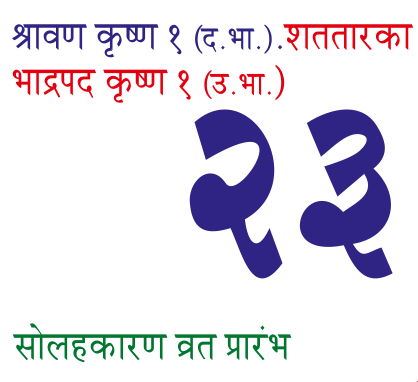 श्रावण कृष्ण १ (द.भा.).शततारका
भाद्रपद कृष्ण १ (उ.भा.)
२३
सोलहकारण व्रत प्रारंभ